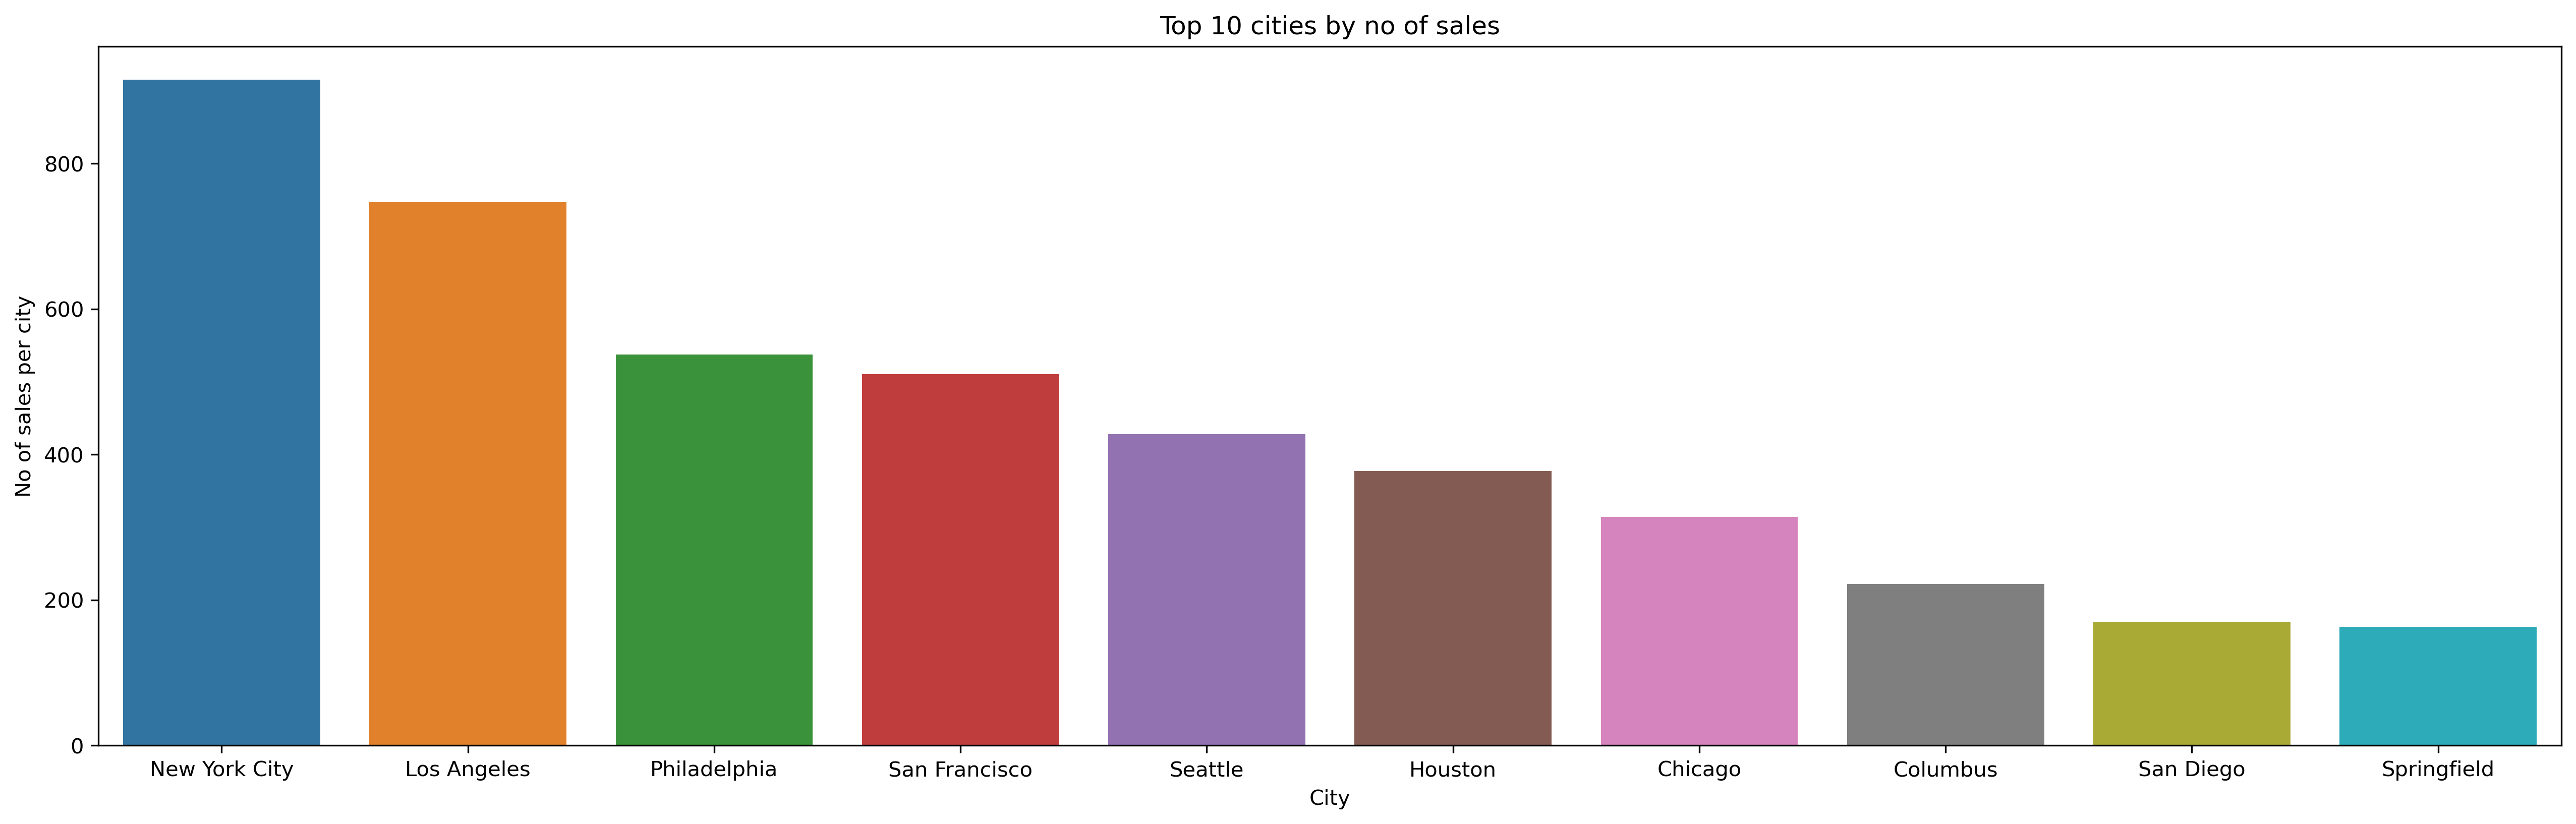 Top 10 cities by no of sales
No of sales per city
800
600
400
200
0
New York City Los Angeles Philadelphia San Francisco Seattle Houston Chicago Columbus San Diego Springfield
City